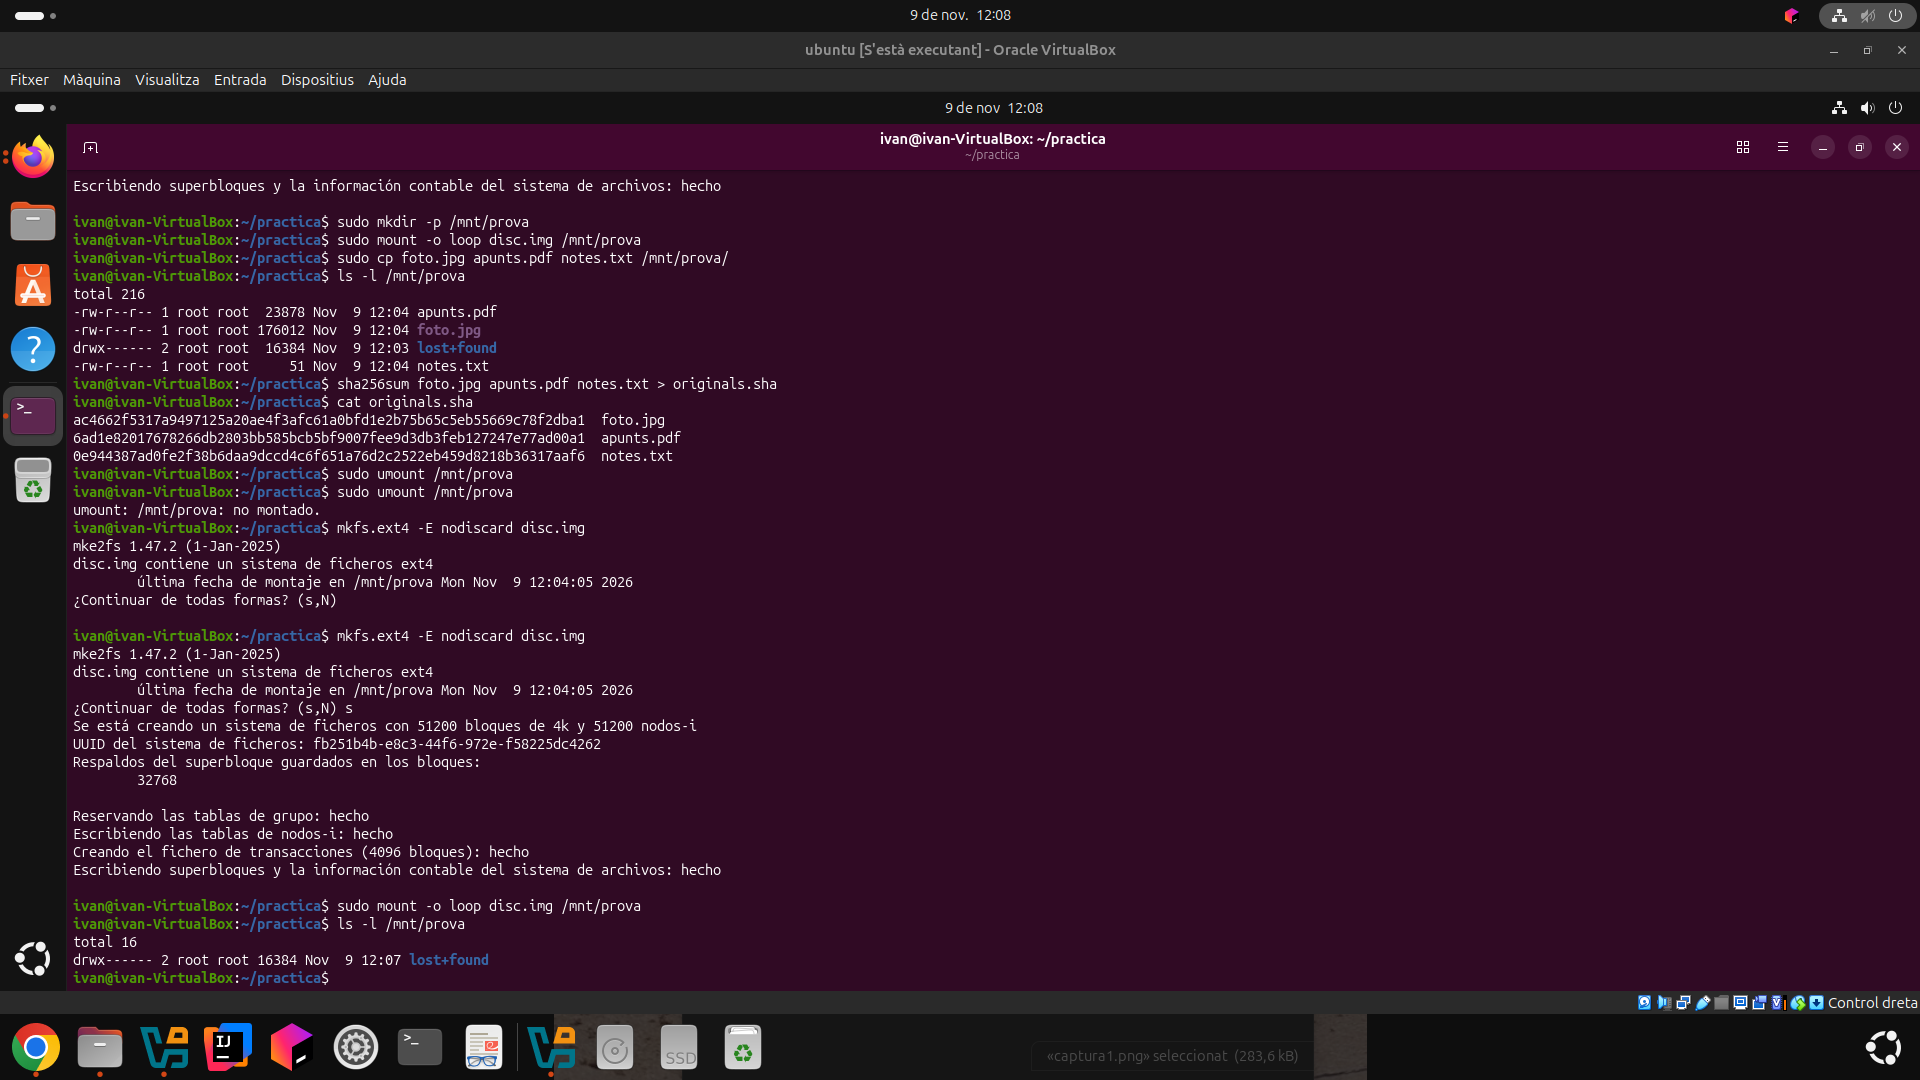 9 de nov.  12:08
ubuntu [S'està executant] - Oracle VirtualBox
Fitxer Màquina Visualitza Entrada Dispositius Ajuda
9 de nov  12:08
ivan@ivan-VirtualBox: ~/practica
~/practica
Escribiendo superbloques y la información contable del sistema de archivos: hecho
ivan@ivan-VirtualBox:~/practica$ sudo mkdir -p /mnt/prova
ivan@ivan-VirtualBox:~/practica$ sudo mount -o loop disc.img /mnt/prova
ivan@ivan-VirtualBox:~/practica$ sudo cp foto.jpg apunts.pdf notes.txt /mnt/prova/
ivan@ivan-VirtualBox:~/practica$ ls -l /mnt/prova
total 216
-rw-r--r-- 1 root root  23878 Nov  9 12:04 apunts.pdf
-rw-r--r-- 1 root root 176012 Nov  9 12:04 foto.jpg
drwx------ 2 root root  16384 Nov  9 12:03 lost+found
-rw-r--r-- 1 root root     51 Nov  9 12:04 notes.txt
ivan@ivan-VirtualBox:~/practica$ sha256sum foto.jpg apunts.pdf notes.txt > originals.sha
ivan@ivan-VirtualBox:~/practica$ cat originals.sha
ac4662f5317a9497125a20ae4f3afc61a0bfd1e2b75b65c5eb55669c78f2dba1  foto.jpg
6ad1e82017678266db2803bb585bcb5bf9007fee9d3db3feb127247e77ad00a1  apunts.pdf
0e944387ad0fe2f38b6daa9dccd4c6f651a76d2c2522eb459d8218b36317aaf6  notes.txt
ivan@ivan-VirtualBox:~/practica$ sudo umount /mnt/prova
ivan@ivan-VirtualBox:~/practica$ sudo umount /mnt/prova
umount: /mnt/prova: no montado.
ivan@ivan-VirtualBox:~/practica$ mkfs.ext4 -E nodiscard disc.img
mke2fs 1.47.2 (1-Jan-2025)
disc.img contiene un sistema de ficheros ext4
        última fecha de montaje en /mnt/prova Mon Nov  9 12:04:05 2026
¿Continuar de todas formas? (s,N)
ivan@ivan-VirtualBox:~/practica$ mkfs.ext4 -E nodiscard disc.img
mke2fs 1.47.2 (1-Jan-2025)
disc.img contiene un sistema de ficheros ext4
        última fecha de montaje en /mnt/prova Mon Nov  9 12:04:05 2026
¿Continuar de todas formas? (s,N) s
Se está creando un sistema de ficheros con 51200 bloques de 4k y 51200 nodos-i
UUID del sistema de ficheros: fb251b4b-e8c3-44f6-972e-f58225dc4262
Respaldos del superbloque guardados en los bloques:
        32768
Reservando las tablas de grupo: hecho
Escribiendo las tablas de nodos-i: hecho
Creando el fichero de transacciones (4096 bloques): hecho
Escribiendo superbloques y la información contable del sistema de archivos: hecho
ivan@ivan-VirtualBox:~/practica$ sudo mount -o loop disc.img /mnt/prova
ivan@ivan-VirtualBox:~/practica$ ls -l /mnt/prova
total 16
drwx------ 2 root root 16384 Nov  9 12:07 lost+found
ivan@ivan-VirtualBox:~/practica$
Control dreta
IJ
SSD
«captura1.png» seleccionat (283,6 kB)